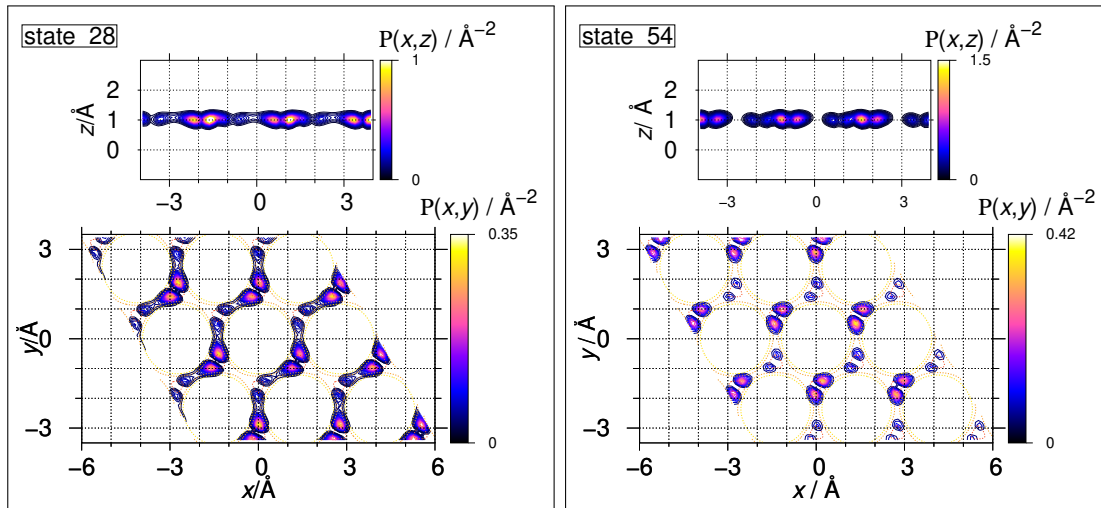 state 28
P(x,z) / Å⁻²
1
0
z/Å
2
1
0
−3 0 3
P(x,y) / Å⁻²
0.35
0
y/Å
3
0
−3
−6 −3 0 3 6
x/Å
state 54
P(x,z) / Å⁻²
1.5
0
z/ Å
2
1
0
−3 0 3
P(x,y) / Å⁻²
0.42
0
y/Å
3
0
−3
−6 −3 0 3 6
x / Å